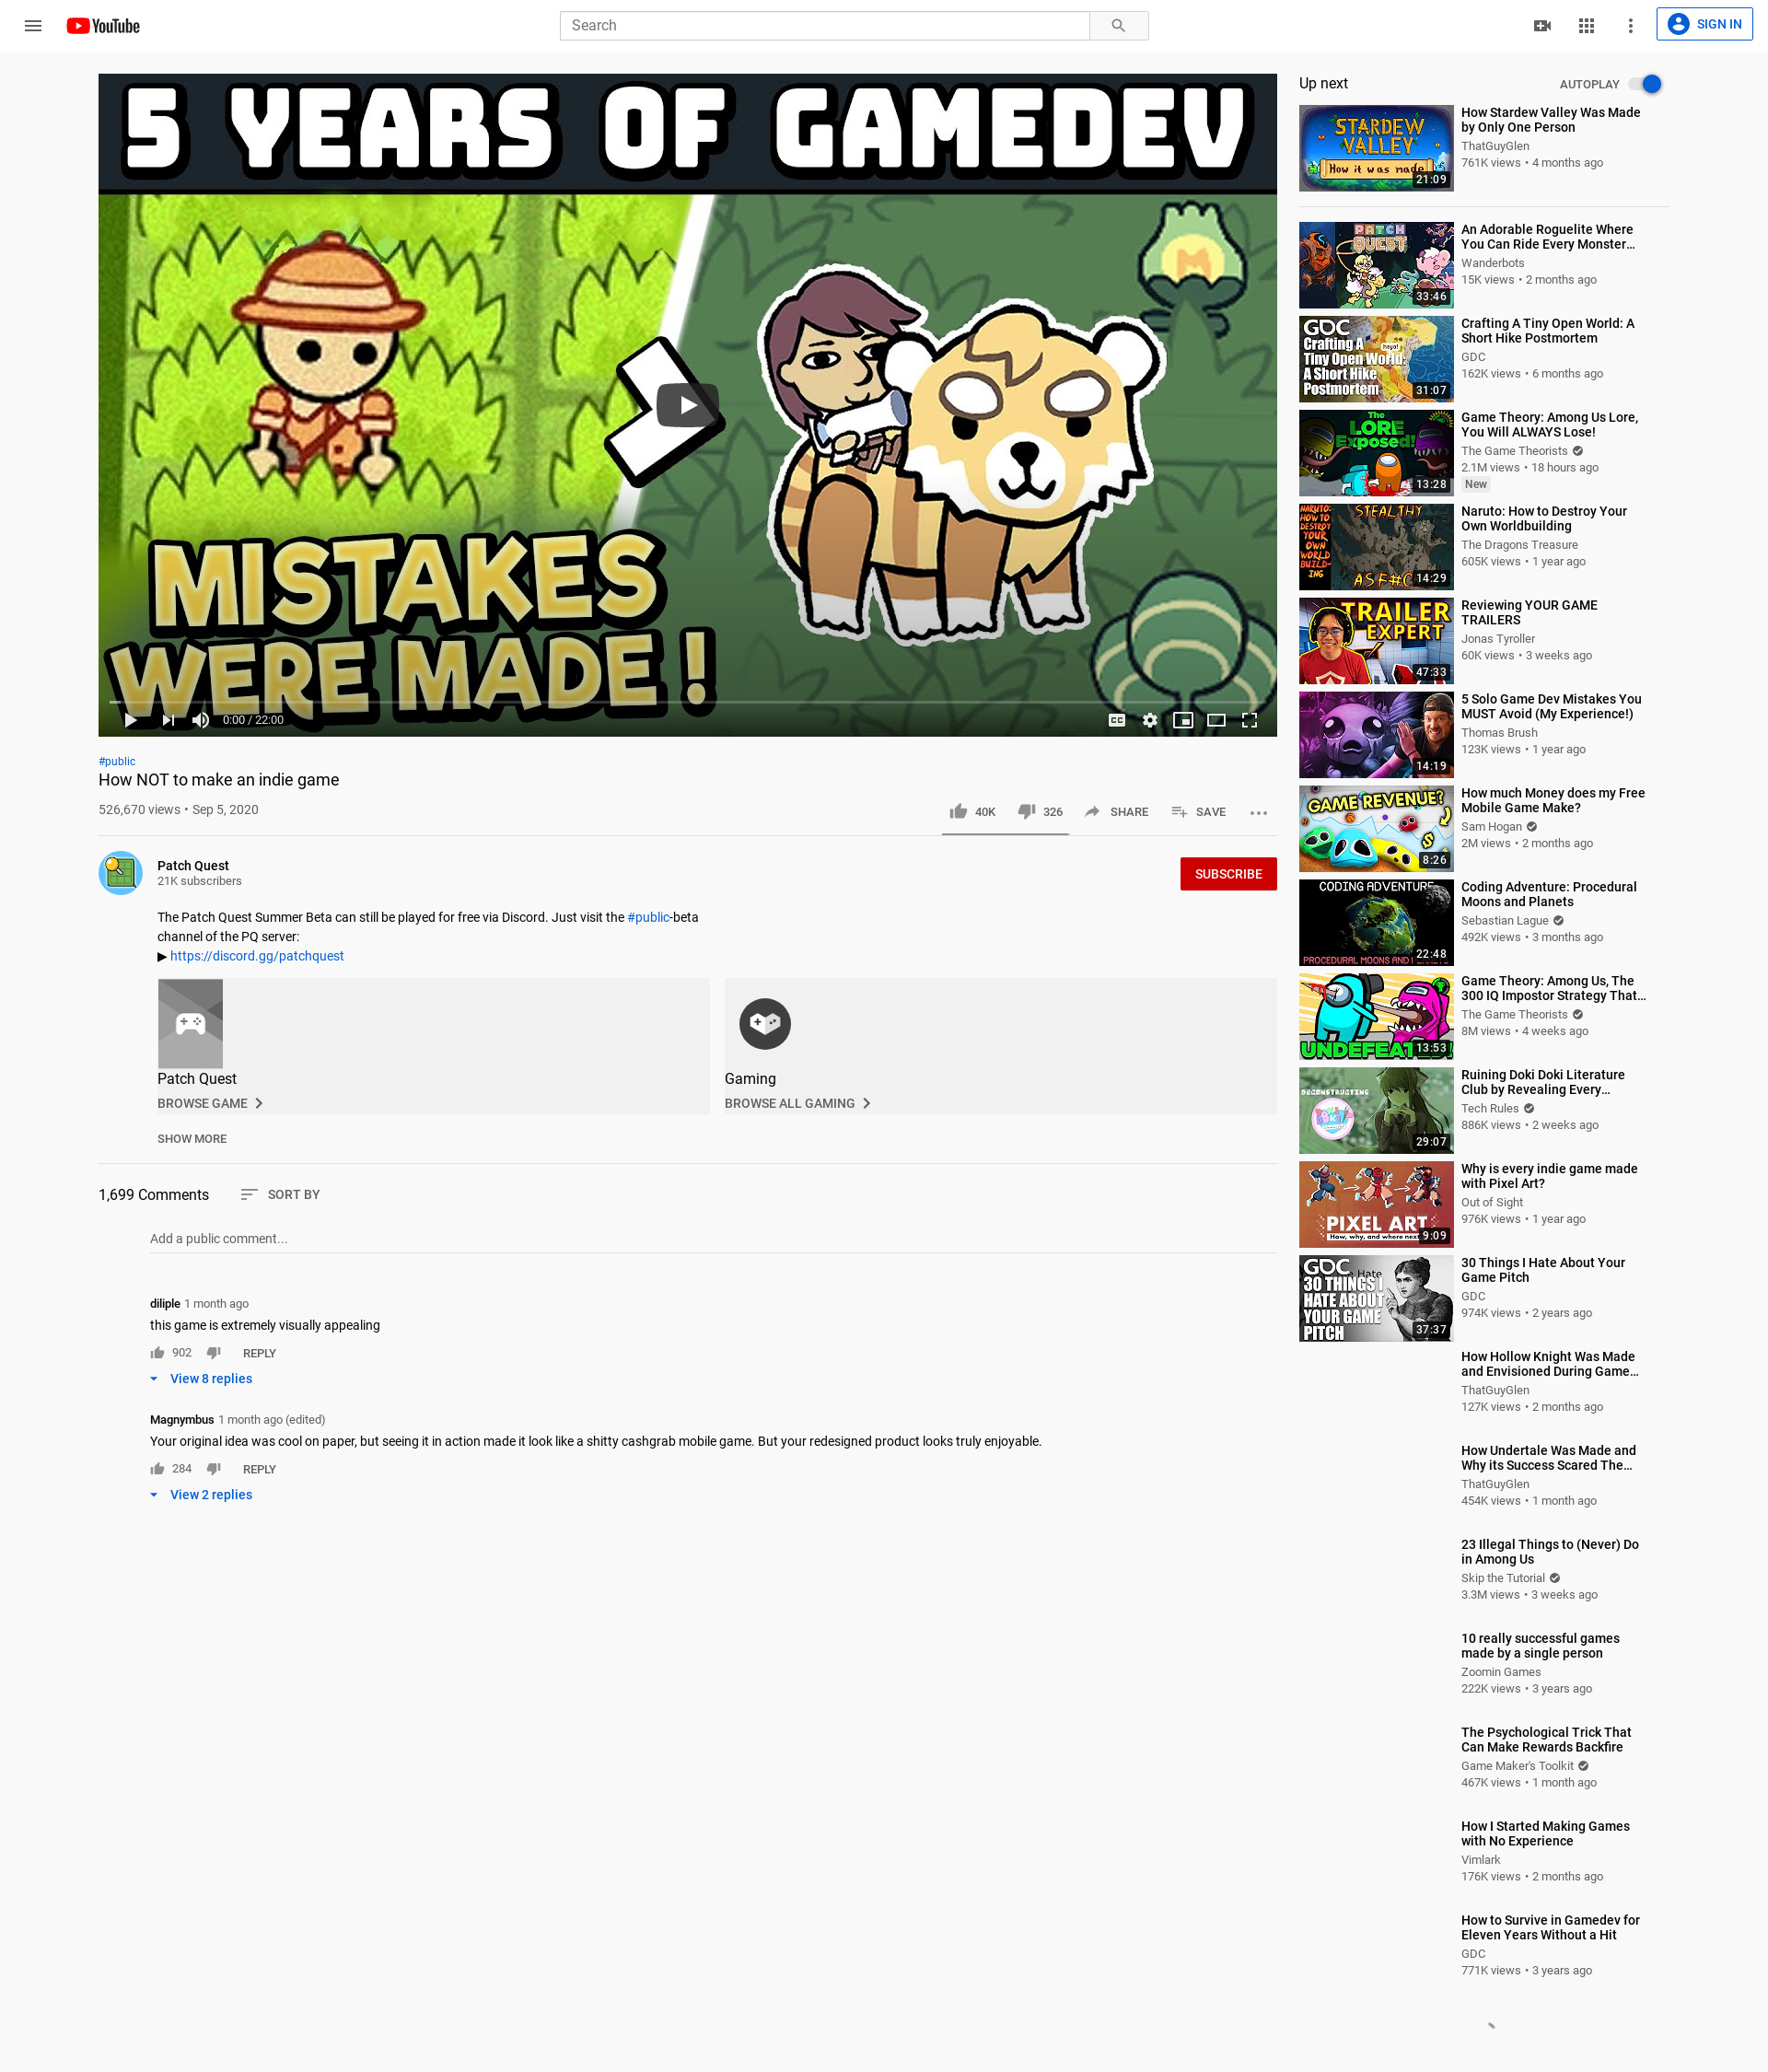 YouTube
Search
SIGN IN
5 YEARS OF GAMEDEV
MISTAKES
WERE MADE!
0:00 / 22:00
#public
How NOT to make an indie game
526,670 views • Sep 5, 2020
40K
326
SHARE
SAVE
Patch Quest
21K subscribers
SUBSCRIBE
The Patch Quest Summer Beta can still be played for free via Discord. Just visit the #public-beta
channel of the PQ server:
▶ https://discord.gg/patchquest
Patch Quest
BROWSE GAME
Gaming
BROWSE ALL GAMING
SHOW MORE
1,699 Comments
SORT BY
Add a public comment...
diliple 1 month ago
this game is extremely visually appealing
902
REPLY
View 8 replies
Magnymbus 1 month ago (edited)
Your original idea was cool on paper, but seeing it in action made it look like a shitty cashgrab mobile game. But your redesigned product looks truly enjoyable.
284
REPLY
View 2 replies
Up next
AUTOPLAY
STARDEW
VALLEY
How it was made
21:09
How Stardew Valley Was Made
by Only One Person
ThatGuyGlen
761K views • 4 months ago
PATCH
QUEST
33:46
An Adorable Roguelite Where
You Can Ride Every Monster…
Wanderbots
15K views • 2 months ago
GDC
Crafting A
Tiny Open World:
A Short Hike
Postmortem
31:07
Crafting A Tiny Open World: A
Short Hike Postmortem
GDC
162K views • 6 months ago
The
LORE
Exposed!
13:28
Game Theory: Among Us Lore,
You Will ALWAYS Lose!
The Game Theorists
2.1M views • 18 hours ago
New
NARUTO:
HOW TO
DESTROY
YOUR
OWN
WORLD
BUILD-
ING
STEALTHY
ASF#C
14:29
Naruto: How to Destroy Your
Own Worldbuilding
The Dragons Treasure
605K views • 1 year ago
TRAILER
EXPERT
47:33
Reviewing YOUR GAME
TRAILERS
Jonas Tyroller
60K views • 3 weeks ago
14:19
5 Solo Game Dev Mistakes You
MUST Avoid (My Experience!)
Thomas Brush
123K views • 1 year ago
GAME REVENUE?
$
8:26
How much Money does my Free
Mobile Game Make?
Sam Hogan
2M views • 2 months ago
CODING ADVENTURE
PROCEDURAL MOONS AND
22:48
Coding Adventure: Procedural
Moons and Planets
Sebastian Lague
492K views • 3 months ago
UNDEFEATED!
13:53
Game Theory: Among Us, The
300 IQ Impostor Strategy That…
The Game Theorists
8M views • 4 weeks ago
DECONSTRUCTING
29:07
Ruining Doki Doki Literature
Club by Revealing Every…
Tech Rules
886K views • 2 weeks ago
PIXEL ART
How, why, and where next
9:09
Why is every indie game made
with Pixel Art?
Out of Sight
976K views • 1 year ago
GDC
30 THINGS I
HATE ABOUT
YOUR GAME
PITCH
37:37
30 Things I Hate About Your
Game Pitch
GDC
974K views • 2 years ago
How Hollow Knight Was Made
and Envisioned During Game…
ThatGuyGlen
127K views • 2 months ago
How Undertale Was Made and
Why its Success Scared The…
ThatGuyGlen
454K views • 1 month ago
23 Illegal Things to (Never) Do
in Among Us
Skip the Tutorial
3.3M views • 3 weeks ago
10 really successful games
made by a single person
Zoomin Games
222K views • 3 years ago
The Psychological Trick That
Can Make Rewards Backfire
Game Maker's Toolkit
467K views • 1 month ago
How I Started Making Games
with No Experience
Vimlark
176K views • 2 months ago
How to Survive in Gamedev for
Eleven Years Without a Hit
GDC
771K views • 3 years ago